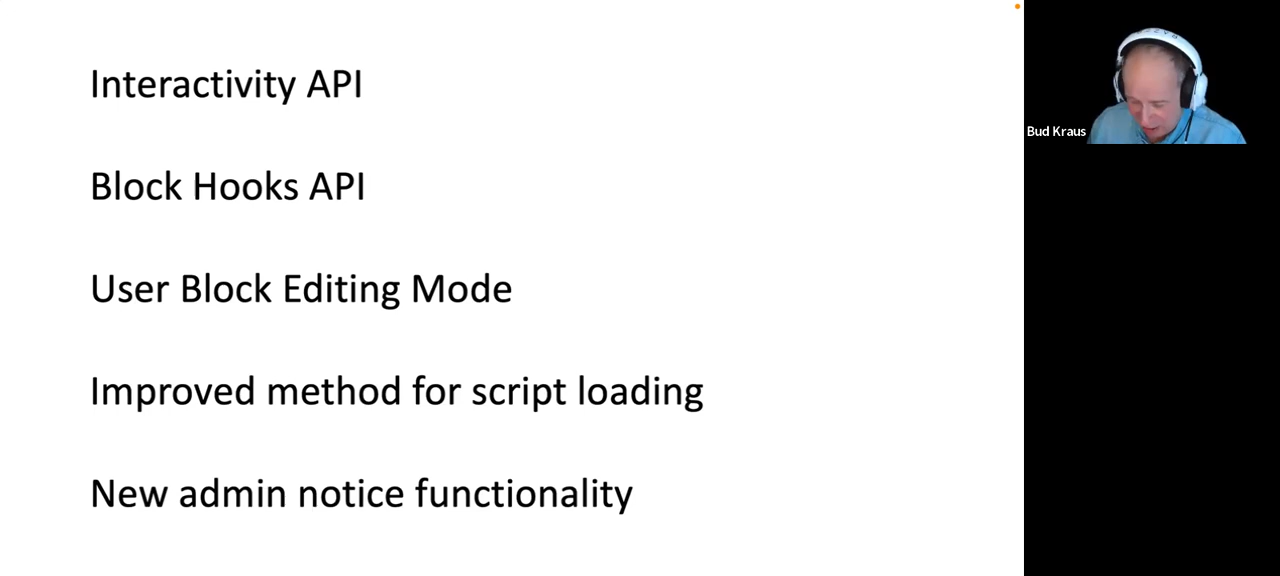 Interactivity API
Block Hooks API
User Block Editing Mode
Improved method for script loading
New admin notice functionality
Bud Kraus